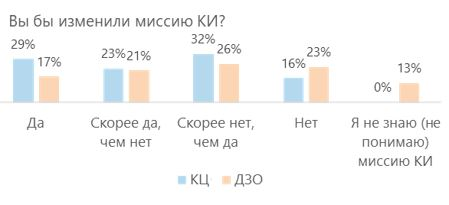 Вы бы изменили миссию КИ?
29% 17% 23% 21% 32% 26% 16% 23% 0% 13%
Да Скорее да, Скорее нет, Нет Я не знаю (не
чем нет чем да понимаю)
миссию КИ
КЦ ДЗО